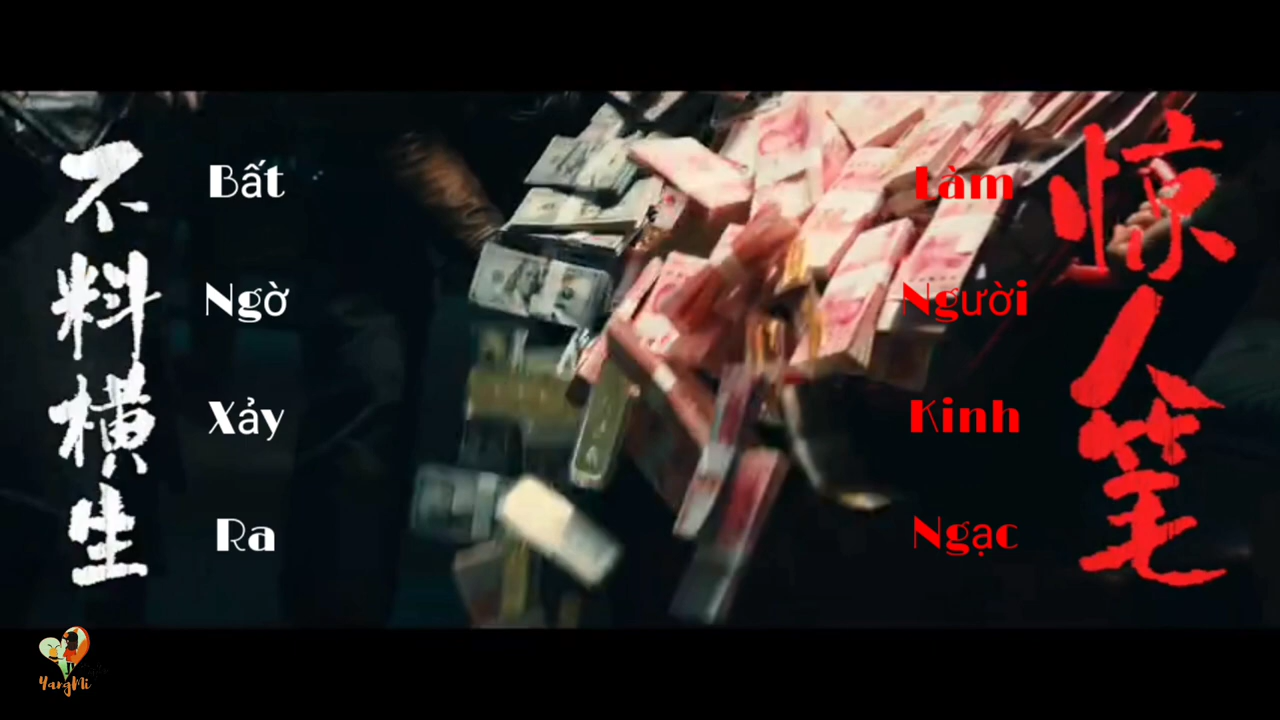 不料横生
Bất
Ngờ
Xảy
Ra
Làm
Người
Kinh
Ngạc
惊人笔
YangMi